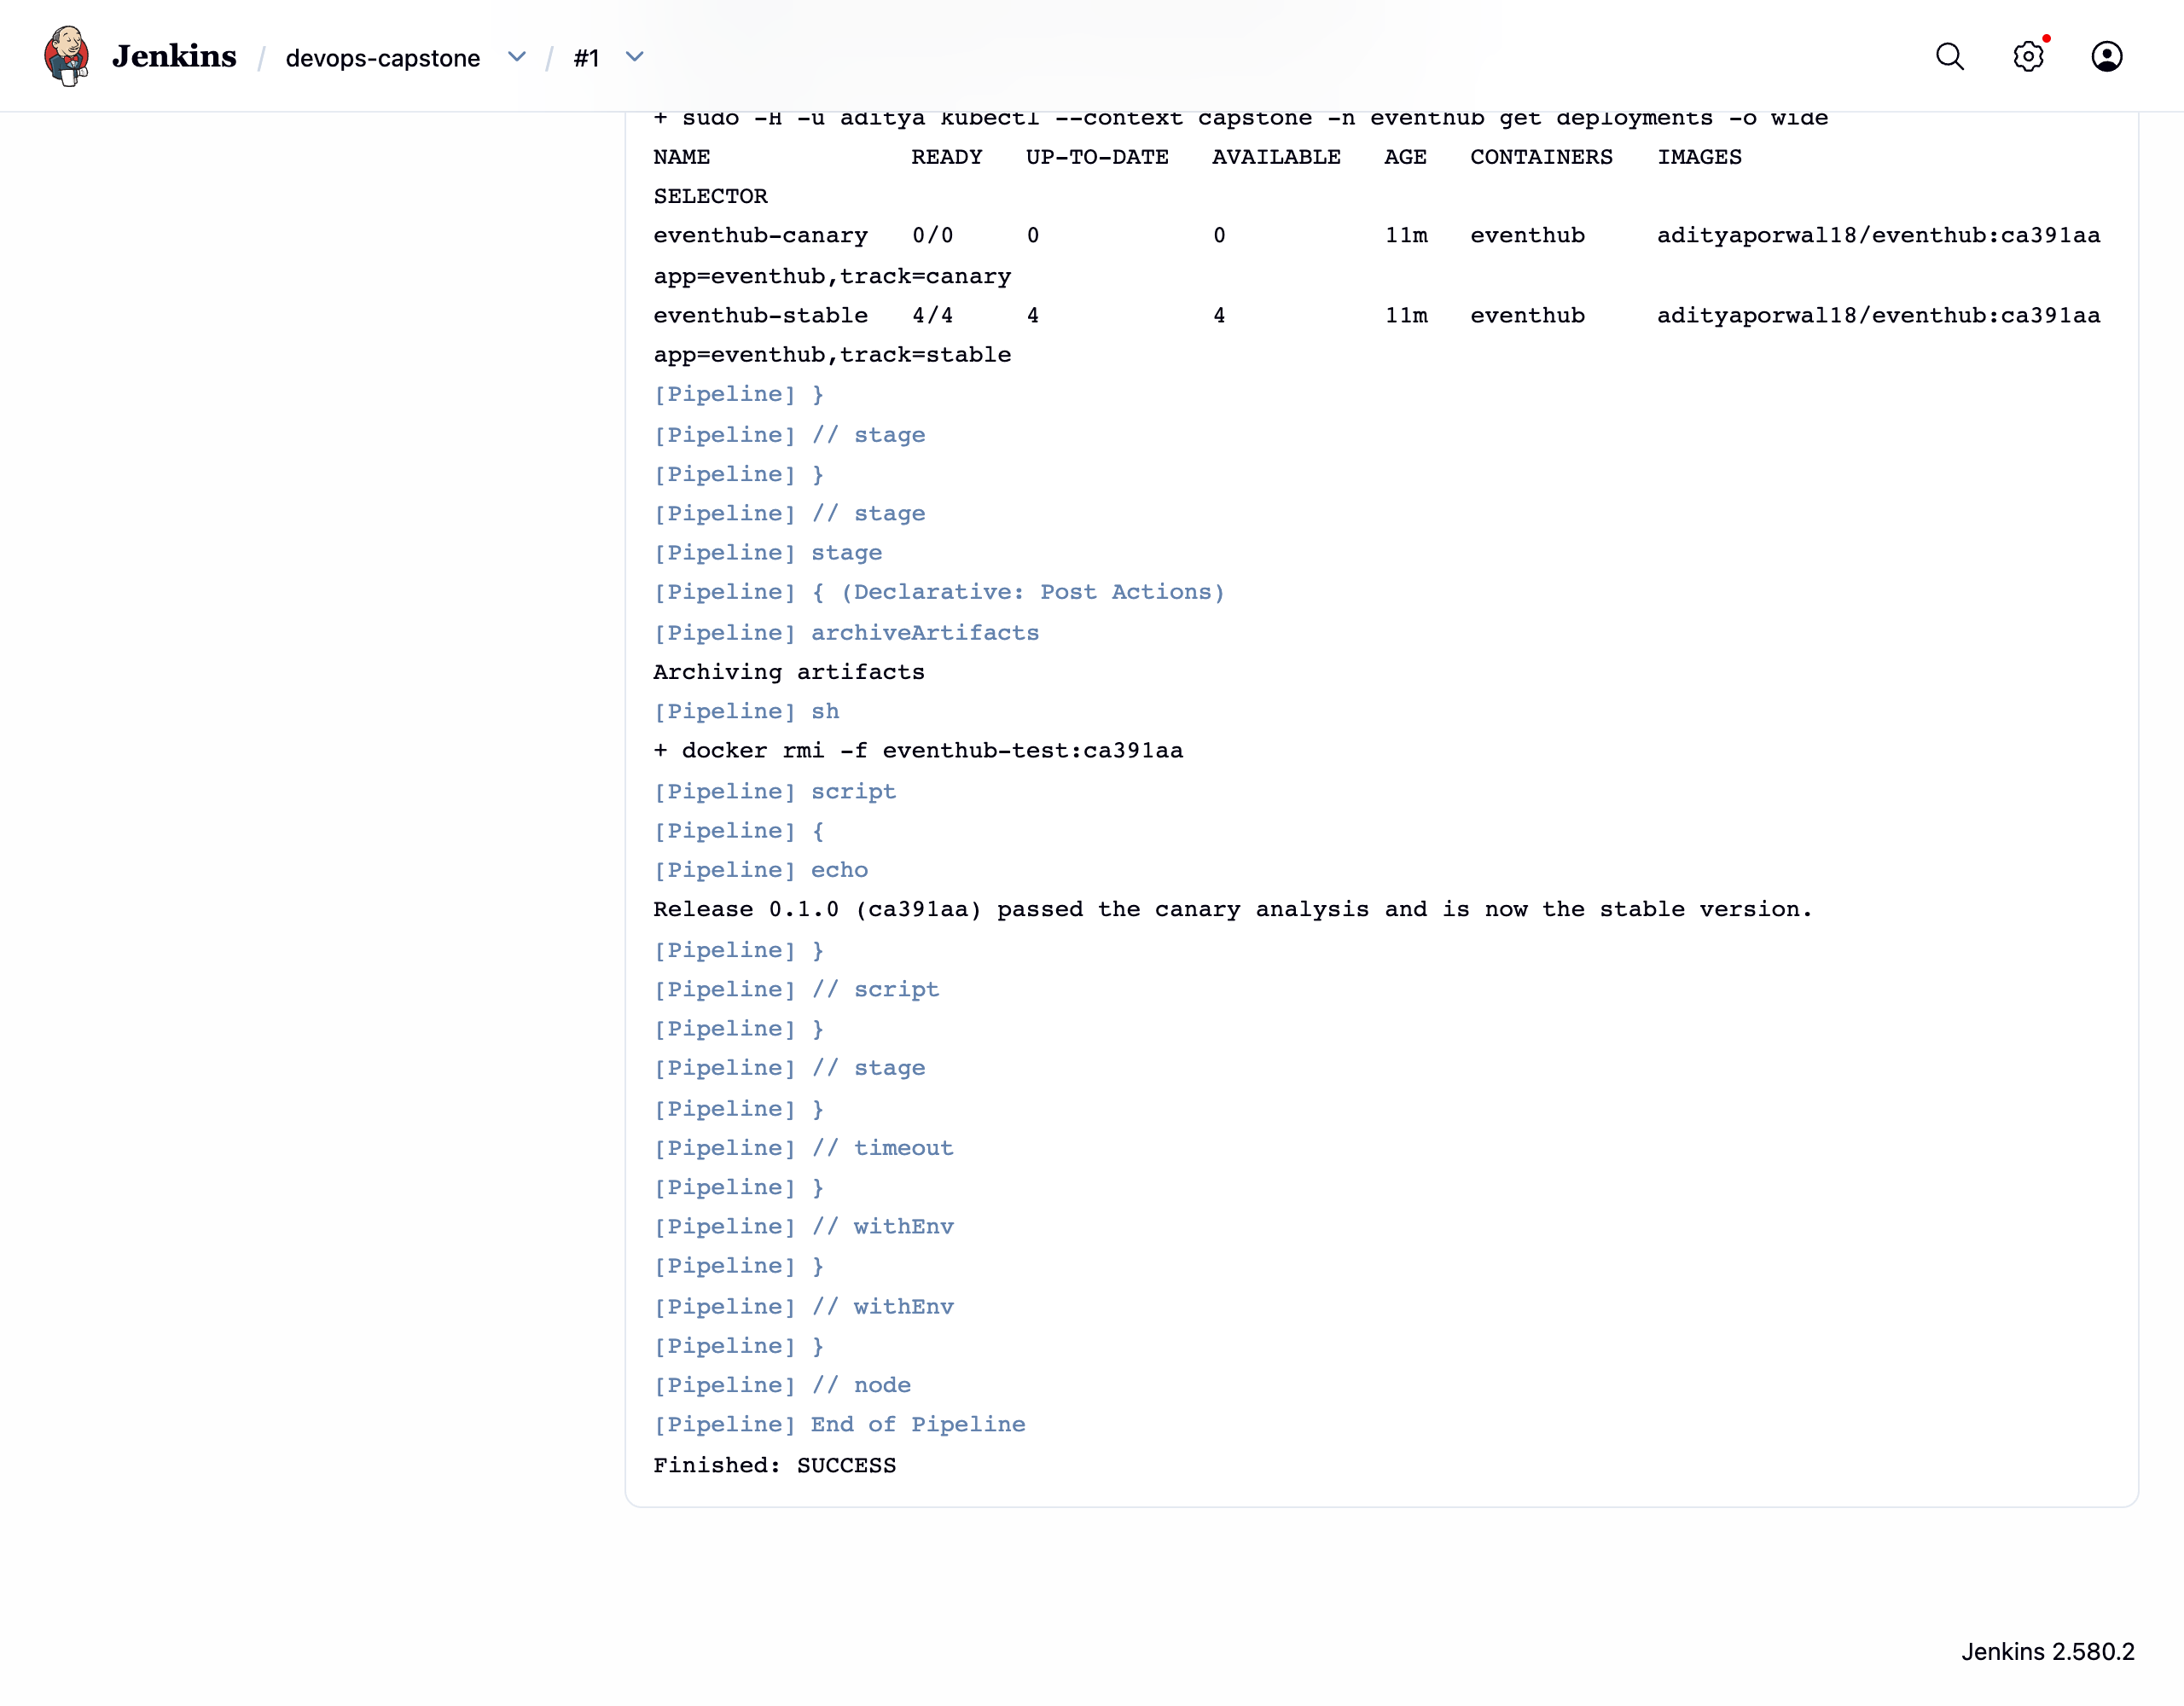 Jenkins / devops-capstone / #1
+ sudo -H -u aditya kubectl --context capstone -n eventhub get deployments -o wide
NAME READY UP-TO-DATE AVAILABLE AGE CONTAINERS IMAGES
SELECTOR
eventhub-canary 0/0 0 0 11m eventhub adityaporwal18/eventhub:ca391aa
app=eventhub,track=canary
eventhub-stable 4/4 4 4 11m eventhub adityaporwal18/eventhub:ca391aa
app=eventhub,track=stable
[Pipeline] }
[Pipeline] // stage
[Pipeline] }
[Pipeline] // stage
[Pipeline] stage
[Pipeline] { (Declarative: Post Actions)
[Pipeline] archiveArtifacts
Archiving artifacts
[Pipeline] sh
+ docker rmi -f eventhub-test:ca391aa
[Pipeline] script
[Pipeline] {
[Pipeline] echo
Release 0.1.0 (ca391aa) passed the canary analysis and is now the stable version.
[Pipeline] }
[Pipeline] // script
[Pipeline] }
[Pipeline] // stage
[Pipeline] }
[Pipeline] // timeout
[Pipeline] }
[Pipeline] // withEnv
[Pipeline] }
[Pipeline] // withEnv
[Pipeline] }
[Pipeline] // node
[Pipeline] End of Pipeline
Finished: SUCCESS
Jenkins 2.580.2